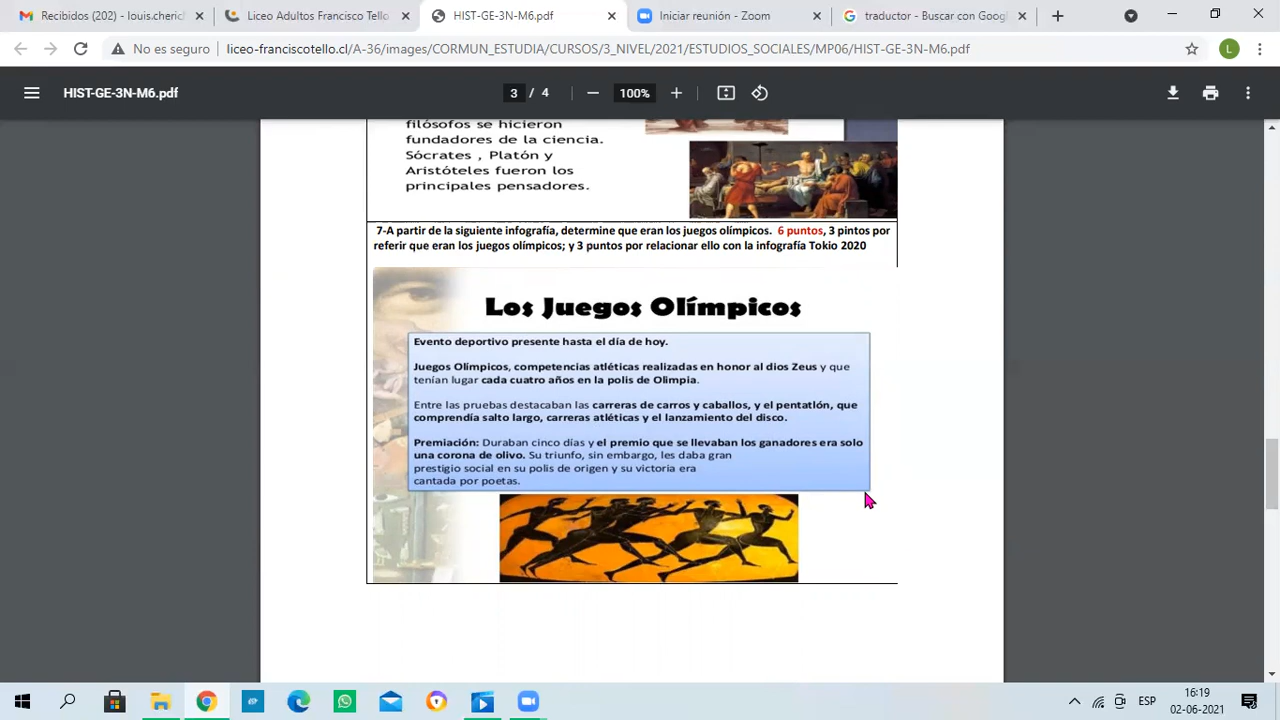 Recibidos (202) - louis.cherich
Liceo Adultos Francisco Tello
HIST-GE-3N-M6.pdf
Iniciar reunión - Zoom
traductor - Buscar con Googl
No es seguro
liceo-franciscotello.cl/A-36/images/CORMUN_ESTUDIA/CURSOS/3_NIVEL/2021/ESTUDIOS_SOCIALES/MP06/HIST-GE-3N-M6.pdf
L
HIST-GE-3N-M6.pdf
3 / 4
100%
filósofos se hicieron
fundadores de la ciencia.
Sócrates , Platón y
Aristóteles fueron los
principales pensadores.
7-A partir de la siguiente infografía, determine que eran los juegos olímpicos. 6 puntos, 3 pintos por
referir que eran los juegos olímpicos; y 3 puntos por relacionar ello con la infografía Tokio 2020
Los Juegos Olímpicos
Evento deportivo presente hasta el día de hoy.
Juegos Olímpicos, competencias atléticas realizadas en honor al dios Zeus y que
tenían lugar cada cuatro años en la polis de Olimpia.
Entre las pruebas destacaban las carreras de carros y caballos, y el pentatlón, que
comprendía salto largo, carreras atléticas y el lanzamiento del disco.
Premiación: Duraban cinco días y el premio que se llevaban los ganadores era solo
una corona de olivo. Su triunfo, sin embargo, les daba gran
prestigio social en su polis de origen y su victoria era
cantada por poetas.
ESP
16:19
02-06-2021